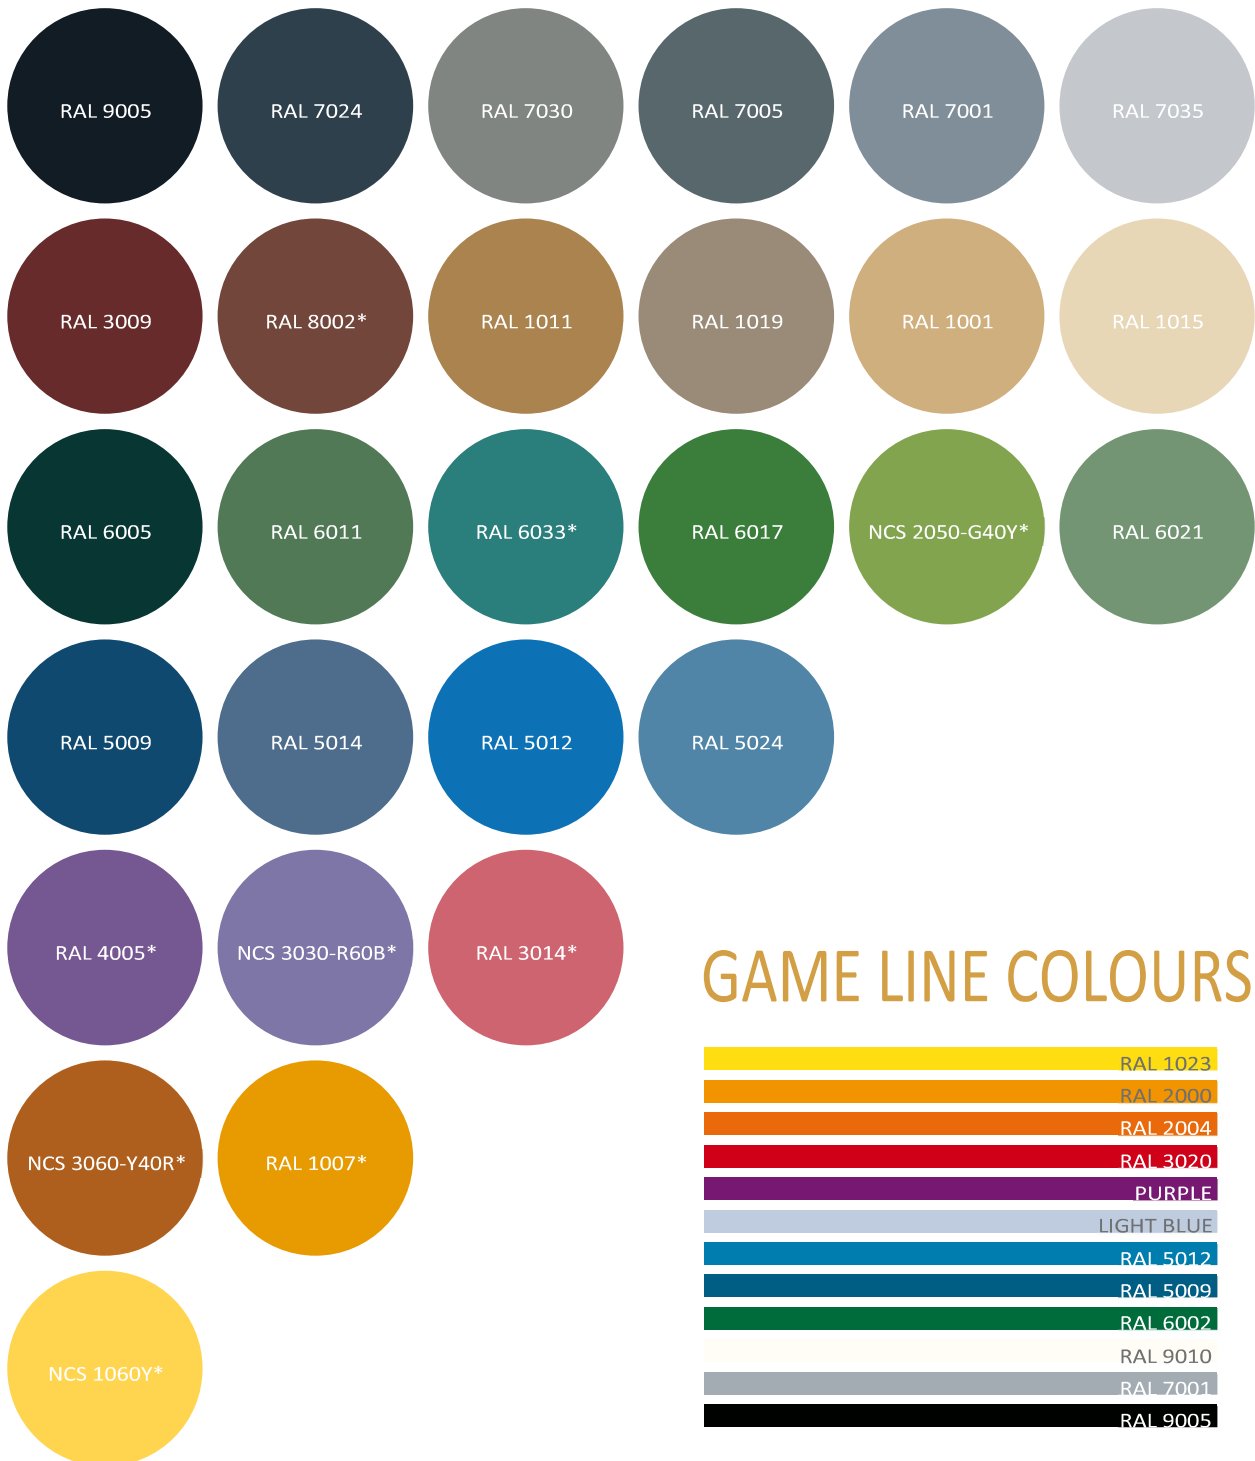 RAL 9005 RAL 7024 RAL 7030 RAL 7005 RAL 7001 RAL 7035
RAL 3009 RAL 8002* RAL 1011 RAL 1019 RAL 1001 RAL 1015
RAL 6005 RAL 6011 RAL 6033* RAL 6017 NCS 2050-G40Y* RAL 6021
RAL 5009 RAL 5014 RAL 5012 RAL 5024
RAL 4005* NCS 3030-R60B* RAL 3014*
NCS 3060-Y40R* RAL 1007*
NCS 1060Y*
GAME LINE COLOURS
RAL 1023
RAL 2000
RAL 2004
RAL 3020
PURPLE
LIGHT BLUE
RAL 5012
RAL 5009
RAL 6002
RAL 9010
RAL 7001
RAL 9005